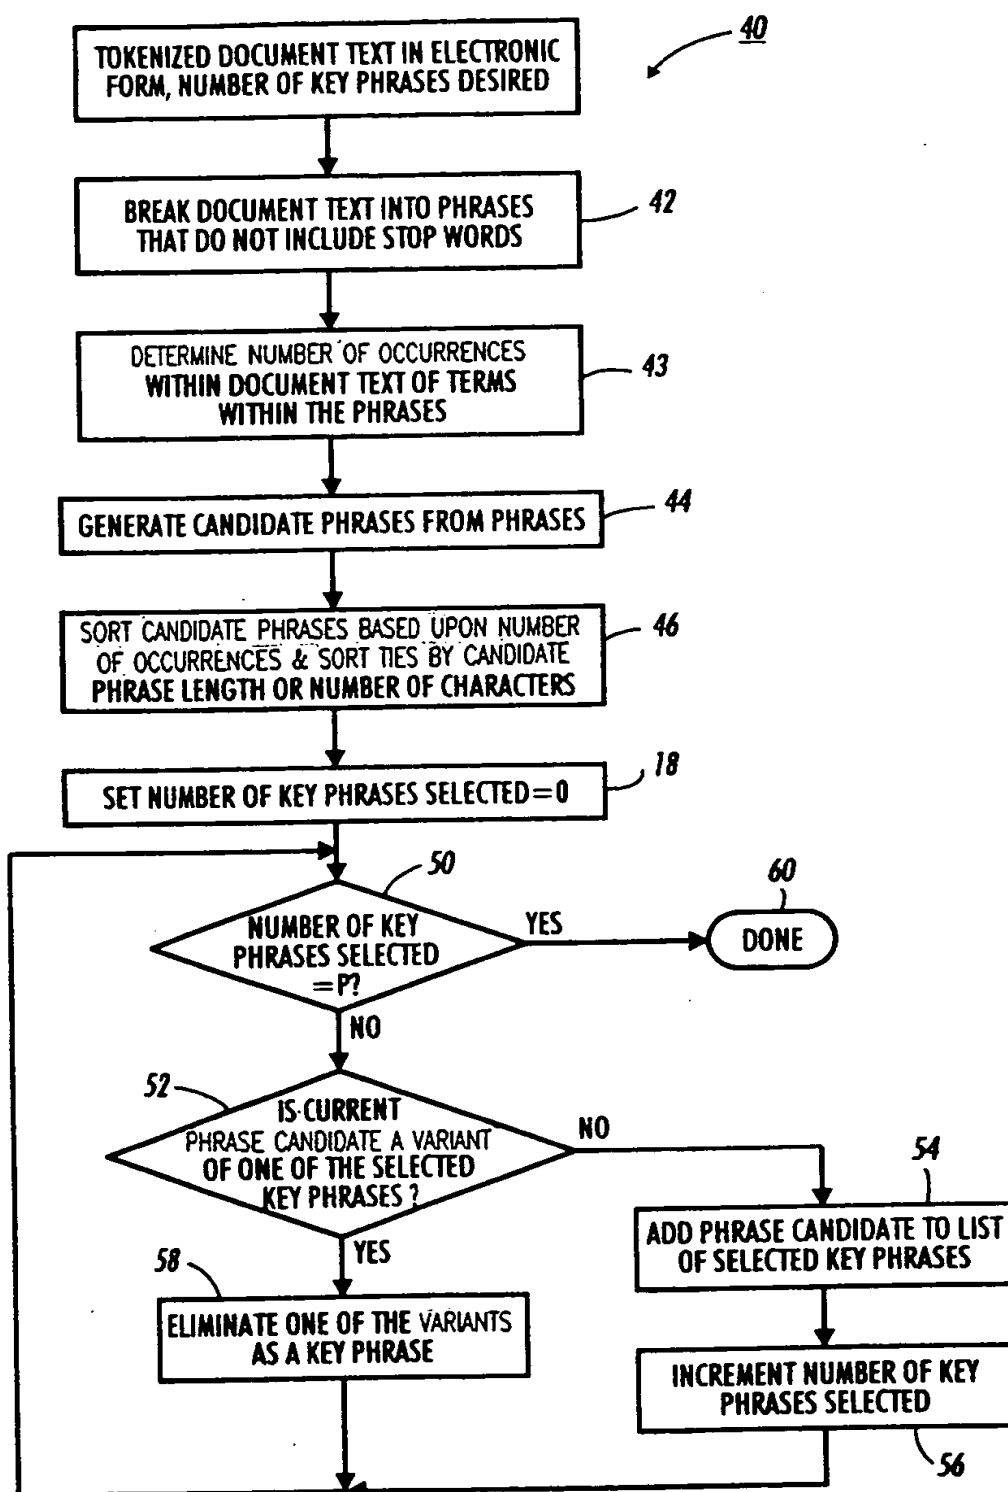 40
TOKENIZED DOCUMENT TEXT IN ELECTRONIC
FORM, NUMBER OF KEY PHRASES DESIRED
BREAK DOCUMENT TEXT INTO PHRASES
THAT DO NOT INCLUDE STOP WORDS
42
DETERMINE NUMBER OF OCCURRENCES
WITHIN DOCUMENT TEXT OF TERMS
WITHIN THE PHRASES
43
GENERATE CANDIDATE PHRASES FROM PHRASES
44
SORT CANDIDATE PHRASES BASED UPON NUMBER
OF OCCURRENCES & SORT TIES BY CANDIDATE
PHRASE LENGTH OR NUMBER OF CHARACTERS
46
SET NUMBER OF KEY PHRASES SELECTED=0
18
50
NUMBER OF KEY
PHRASES SELECTED
=P?
YES
60
DONE
NO
52
IS CURRENT
PHRASE CANDIDATE A VARIANT
OF ONE OF THE SELECTED
KEY PHRASES ?
NO
54
ADD PHRASE CANDIDATE TO LIST
OF SELECTED KEY PHRASES
YES
58
ELIMINATE ONE OF THE VARIANTS
AS A KEY PHRASE
INCREMENT NUMBER OF KEY
PHRASES SELECTED
56